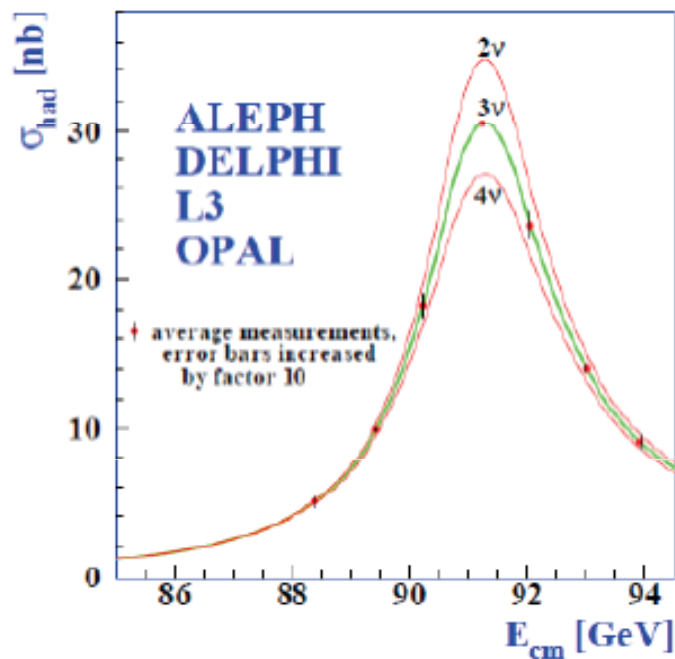 σhad [nb]
30
20
10
0
ALEPH
DELPHI
L3
OPAL
average measurements,
error bars increased
by factor 10
2ν
3ν
4ν
86 88 90 92 94
Ecm [GeV]